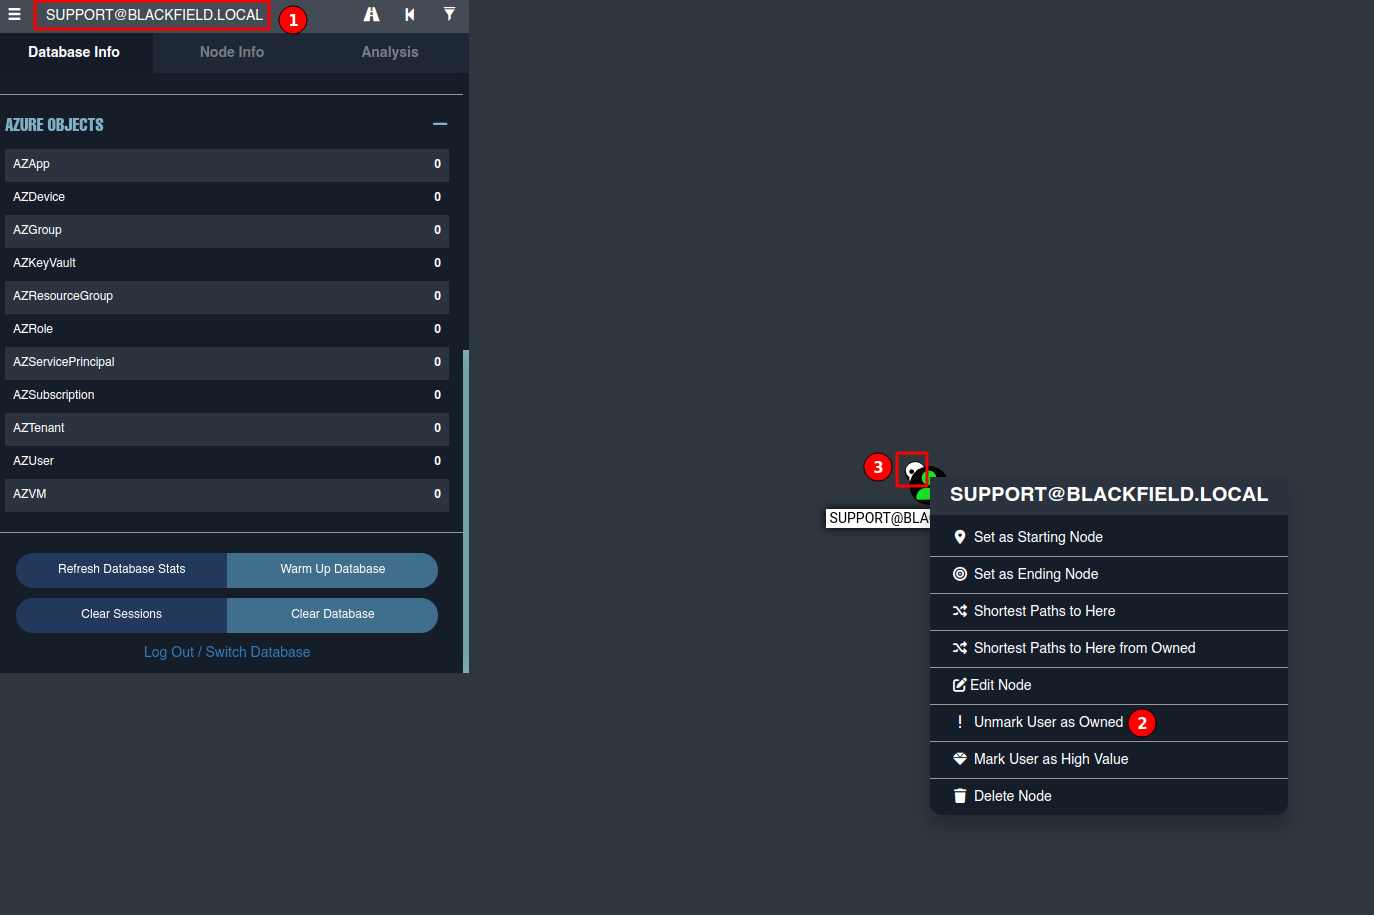 SUPPORT@BLACKFIELD.LOCAL 1
Database Info Node Info Analysis
AZURE OBJECTS
AZApp 0
AZDevice 0
AZGroup 0
AZKeyVault 0
AZResourceGroup 0
AZRole 0
AZServicePrincipal 0
AZSubscription 0
AZTenant 0
AZUser 0
AZVM 0
Refresh Database Stats Warm Up Database
Clear Sessions Clear Database
Log Out / Switch Database
3
SUPPORT@BLA
SUPPORT@BLACKFIELD.LOCAL
Set as Starting Node
Set as Ending Node
Shortest Paths to Here
Shortest Paths to Here from Owned
Edit Node
Unmark User as Owned 2
Mark User as High Value
Delete Node